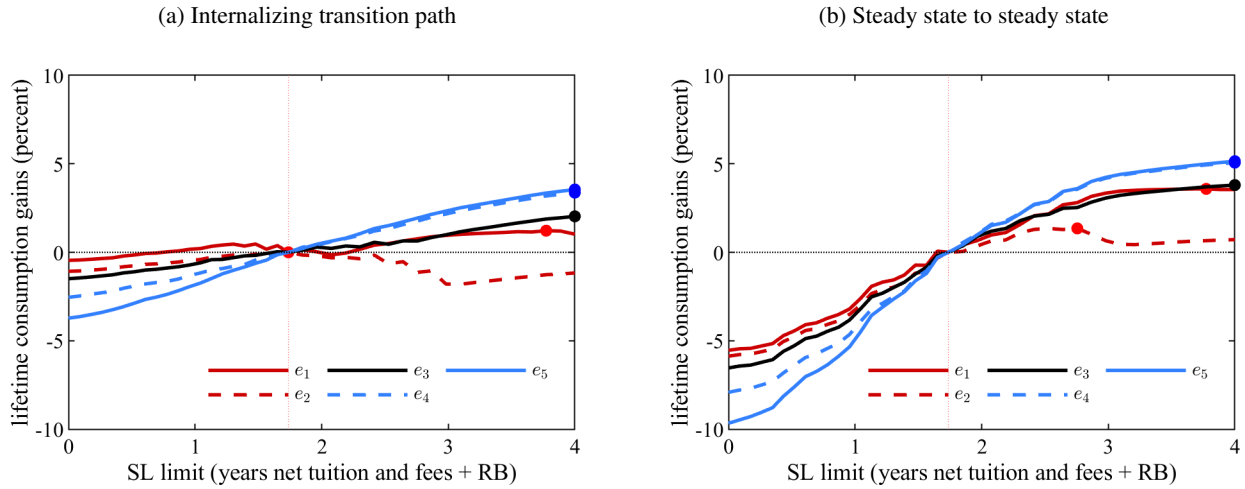 (a) Internalizing transition path
lifetime consumption gains (percent)
10
5
0
-5
-10
e1 e3 e5
e2 e4
0 1 2 3 4
SL limit (years net tuition and fees + RB)
(b) Steady state to steady state
lifetime consumption gains (percent)
10
5
0
-5
-10
e1 e3 e5
e2 e4
0 1 2 3 4
SL limit (years net tuition and fees + RB)